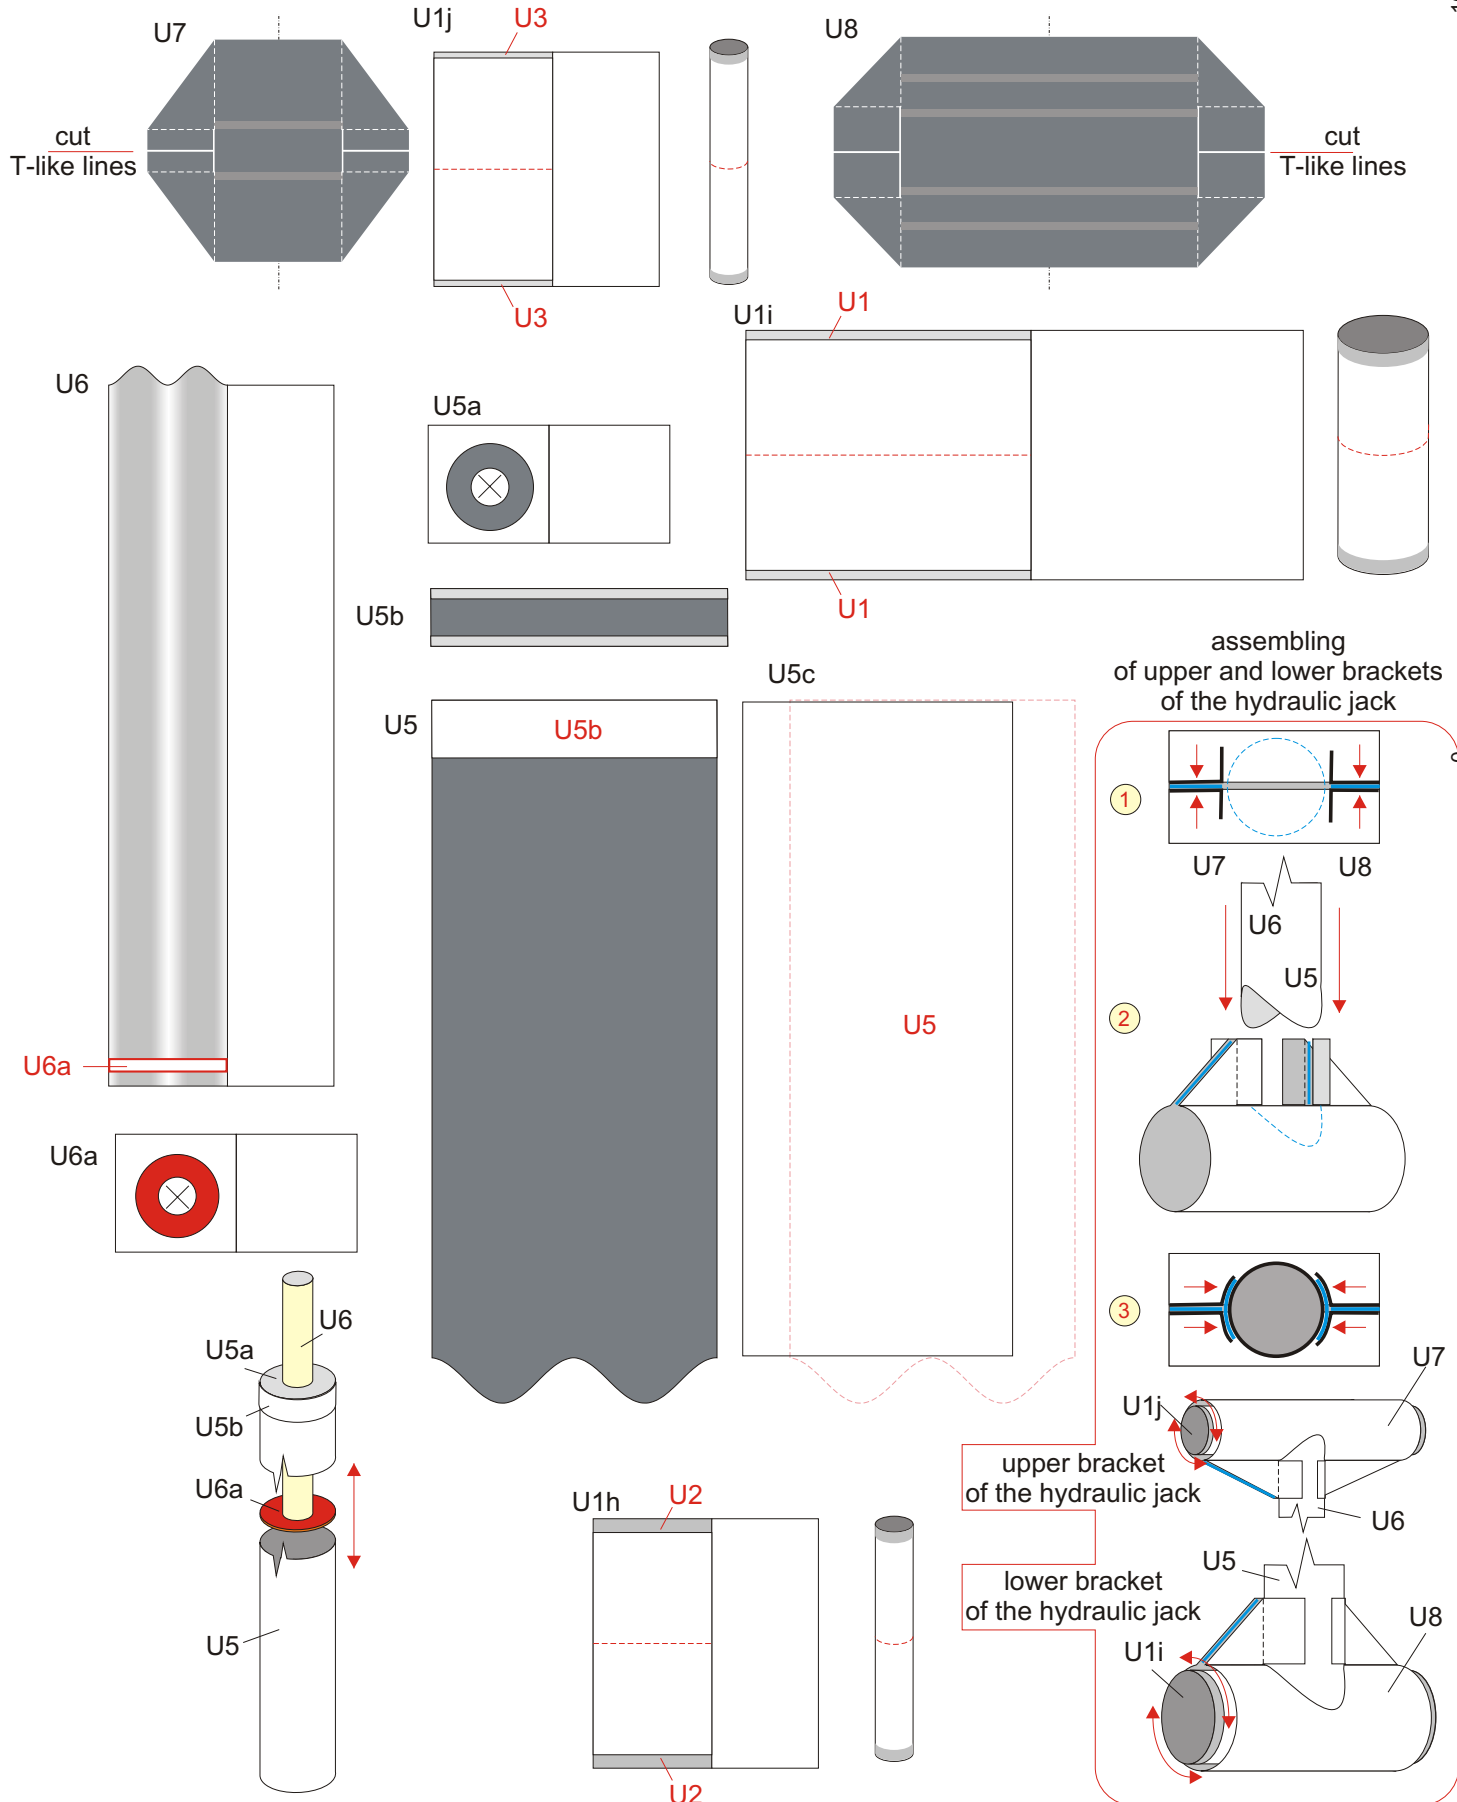 U7
U1j
U3
U8
cut
T-like lines
cut
T-like lines
U3
U1i
U1
U6
U5a
U5b
U1
assembling
of upper and lower brackets
of the hydraulic jack
U5c
U5
U5b
1
U7
U8
U6
U5
U5
2
U6a
U6a
3
U6
U5a
U5b
U6a
U5
U7
U1j
upper bracket
of the hydraulic jack
U6
U1h
U2
U5
lower bracket
of the hydraulic jack
U8
U1i
U2